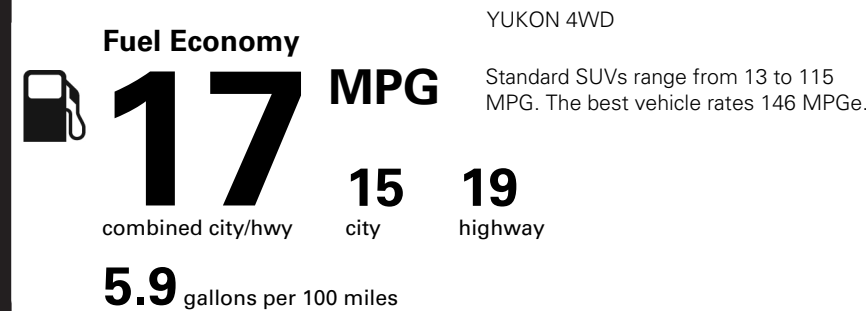 YUKON 4WD
Fuel Economy
17 MPG
Standard SUVs range from 13 to 115
MPG. The best vehicle rates 146 MPGe.
15 19
combined city/hwy city highway
5.9 gallons per 100 miles